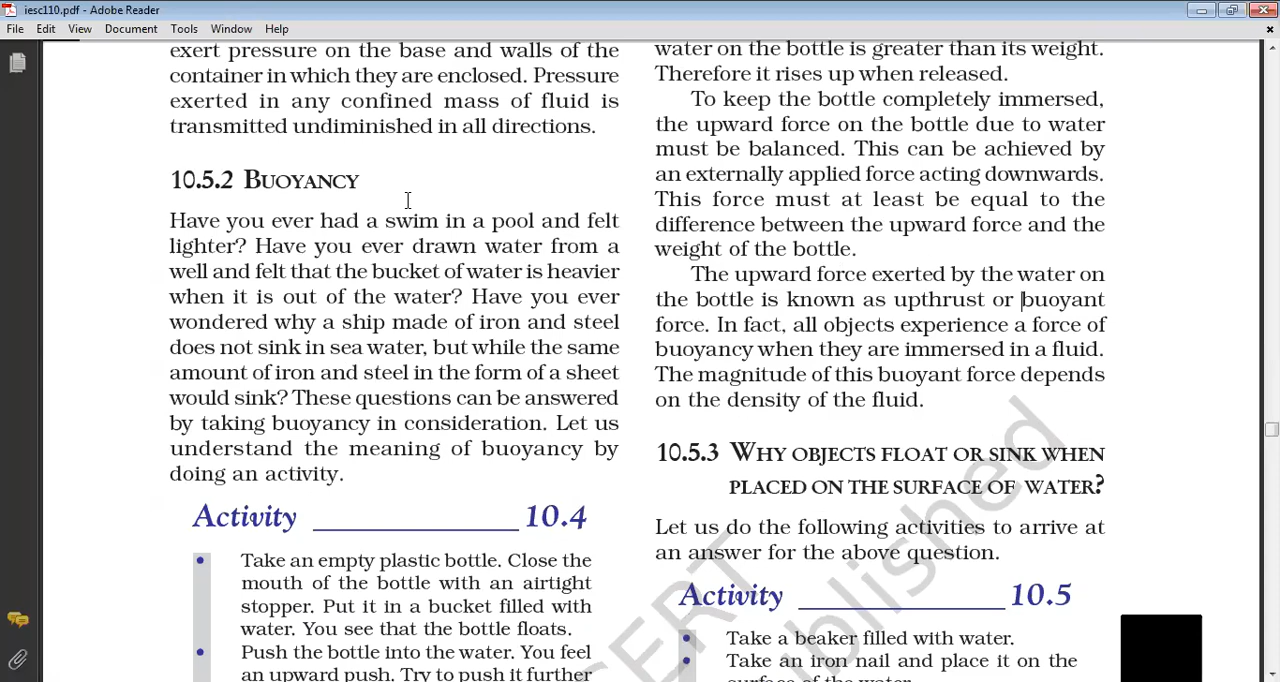 iesc110.pdf - Adobe Reader
File Edit View Document Tools Window Help
exert pressure on the base and walls of the
container in which they are enclosed. Pressure
exerted in any confined mass of fluid is
transmitted undiminished in all directions.
10.5.2 BUOYANCY
Have you ever had a swim in a pool and felt
lighter? Have you ever drawn water from a
well and felt that the bucket of water is heavier
when it is out of the water? Have you ever
wondered why a ship made of iron and steel
does not sink in sea water, but while the same
amount of iron and steel in the form of a sheet
would sink? These questions can be answered
by taking buoyancy in consideration. Let us
understand the meaning of buoyancy by
doing an activity.
Activity 10.4
• Take an empty plastic bottle. Close the
mouth of the bottle with an airtight
stopper. Put it in a bucket filled with
water. You see that the bottle floats.
• Push the bottle into the water. You feel
an upward push. Try to push it further
water on the bottle is greater than its weight.
Therefore it rises up when released.
To keep the bottle completely immersed,
the upward force on the bottle due to water
must be balanced. This can be achieved by
an externally applied force acting downwards.
This force must at least be equal to the
difference between the upward force and the
weight of the bottle.
The upward force exerted by the water on
the bottle is known as upthrust or buoyant
force. In fact, all objects experience a force of
buoyancy when they are immersed in a fluid.
The magnitude of this buoyant force depends
on the density of the fluid.
10.5.3 WHY OBJECTS FLOAT OR SINK WHEN
PLACED ON THE SURFACE OF WATER?
Let us do the following activities to arrive at
an answer for the above question.
Activity 10.5
• Take a beaker filled with water.
• Take an iron nail and place it on the
surface of the water.